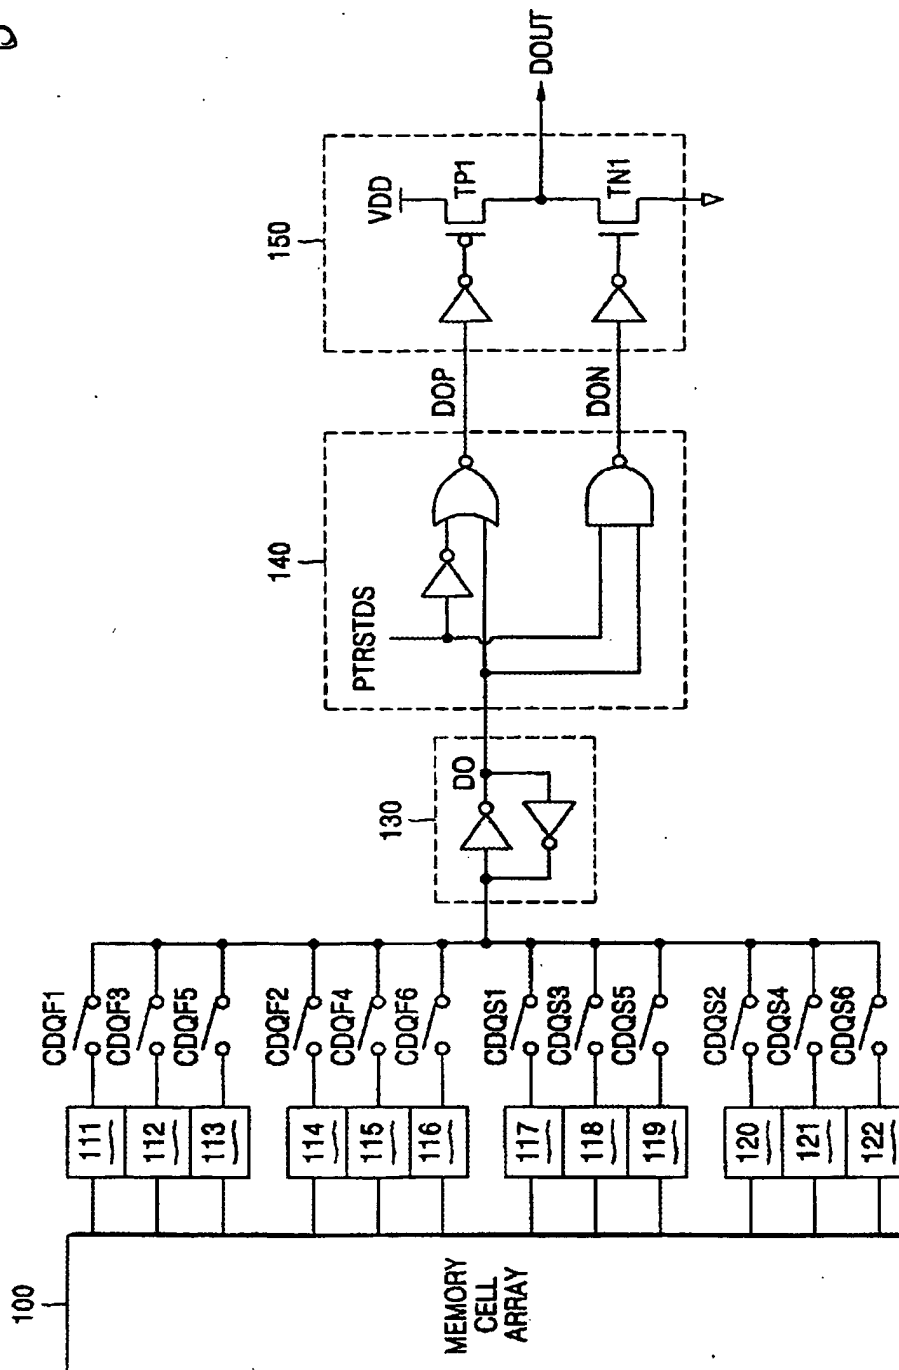 100
MEMORY
CELL
ARRAY
111
112
113
114
115
116
117
118
119
120
121
122
CDQF1
CDQF3
CDQF5
CDQF2
CDQF4
CDQF6
CDQS1
CDQS3
CDQS5
CDQS2
CDQS4
CDQS6
130
DO
140
PTRSTDS
DOP
DON
150
VDD
TP1
TN1
DOUT